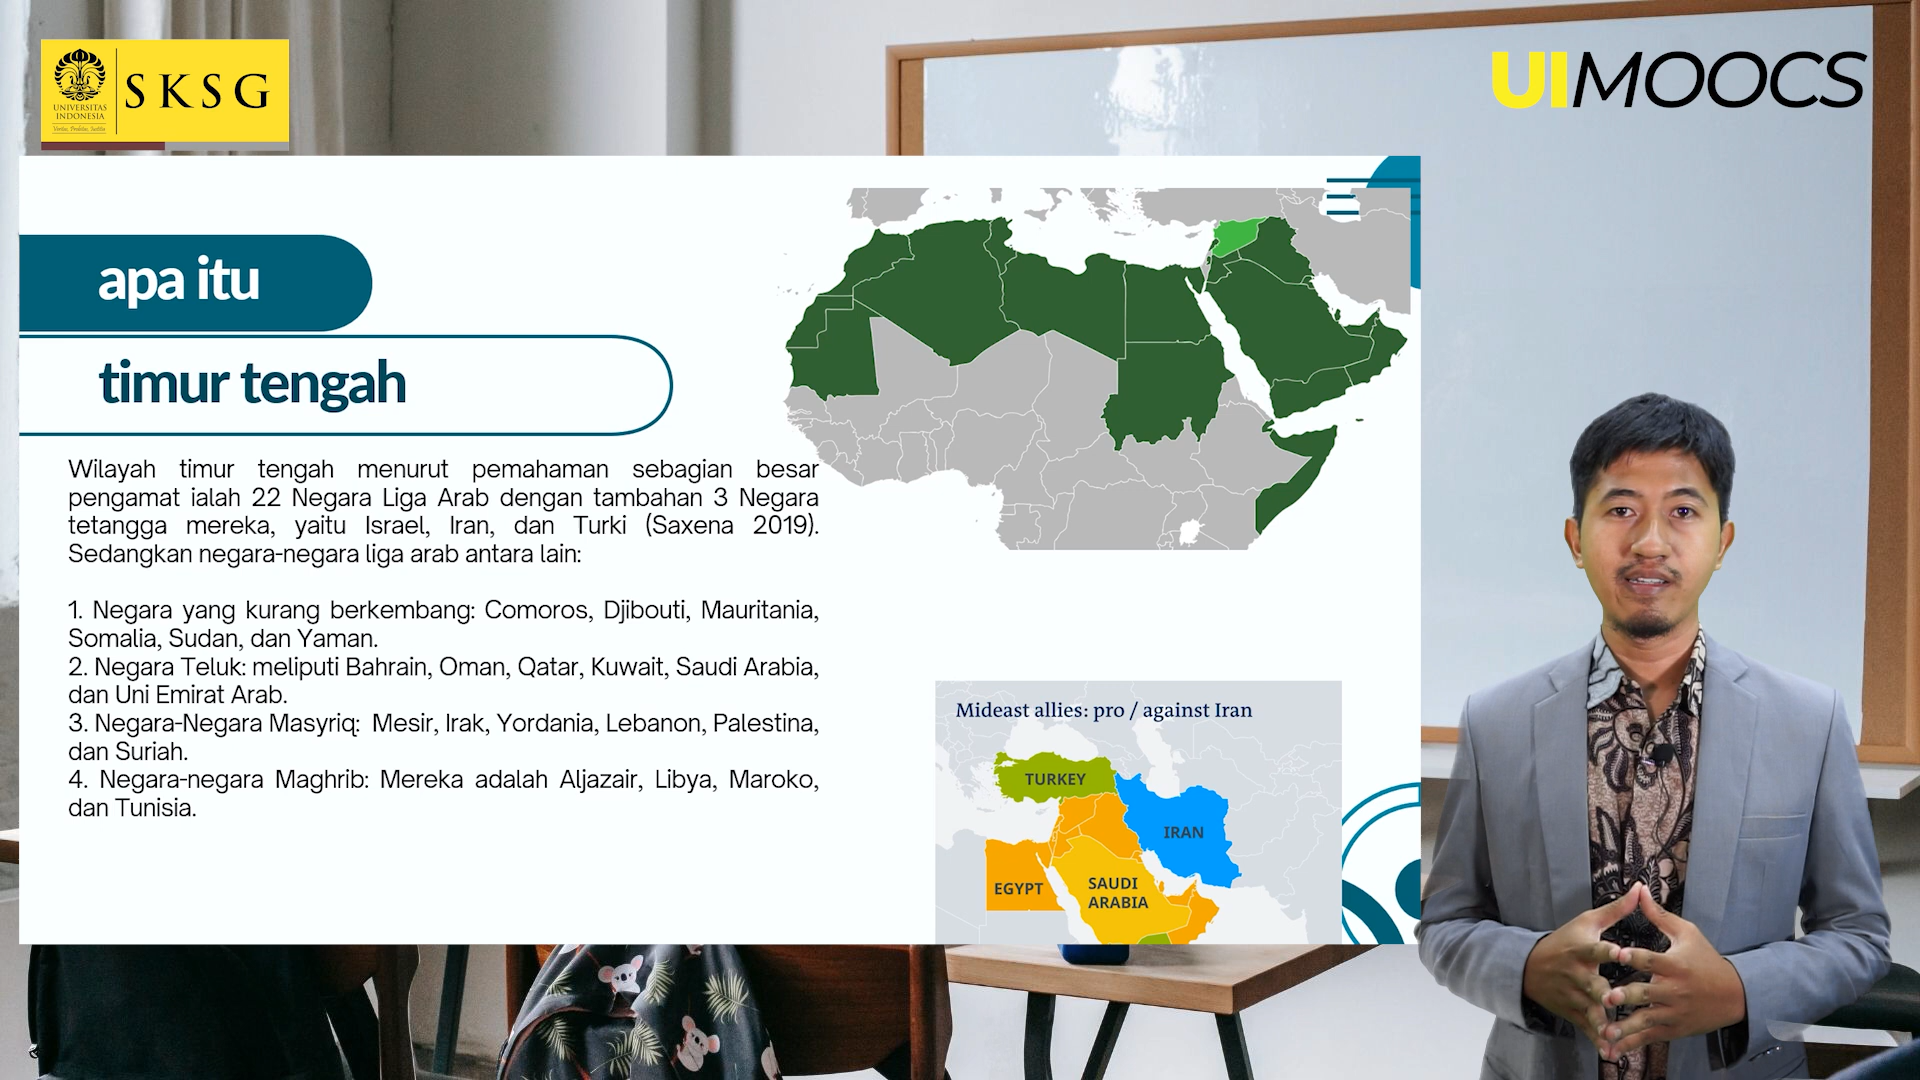 UNIVERSITAS
INDONESIA
Veritas, Probitas, Iustitia
SKSG
UIMOOCS
apa itu
timur tengah
Wilayah timur tengah menurut pemahaman sebagian besar
pengamat ialah 22 Negara Liga Arab dengan tambahan 3 Negara
tetangga mereka, yaitu Israel, Iran, dan Turki (Saxena 2019).
Sedangkan negara-negara liga arab antara lain:
1. Negara yang kurang berkembang: Comoros, Djibouti, Mauritania,
Somalia, Sudan, dan Yaman.
2. Negara Teluk: meliputi Bahrain, Oman, Qatar, Kuwait, Saudi Arabia,
dan Uni Emirat Arab.
3. Negara-Negara Masyriq: Mesir, Irak, Yordania, Lebanon, Palestina,
dan Suriah.
4. Negara-negara Maghrib: Mereka adalah Aljazair, Libya, Maroko,
dan Tunisia.
Mideast allies: pro / against Iran
TURKEY
IRAN
EGYPT
SAUDI
ARABIA